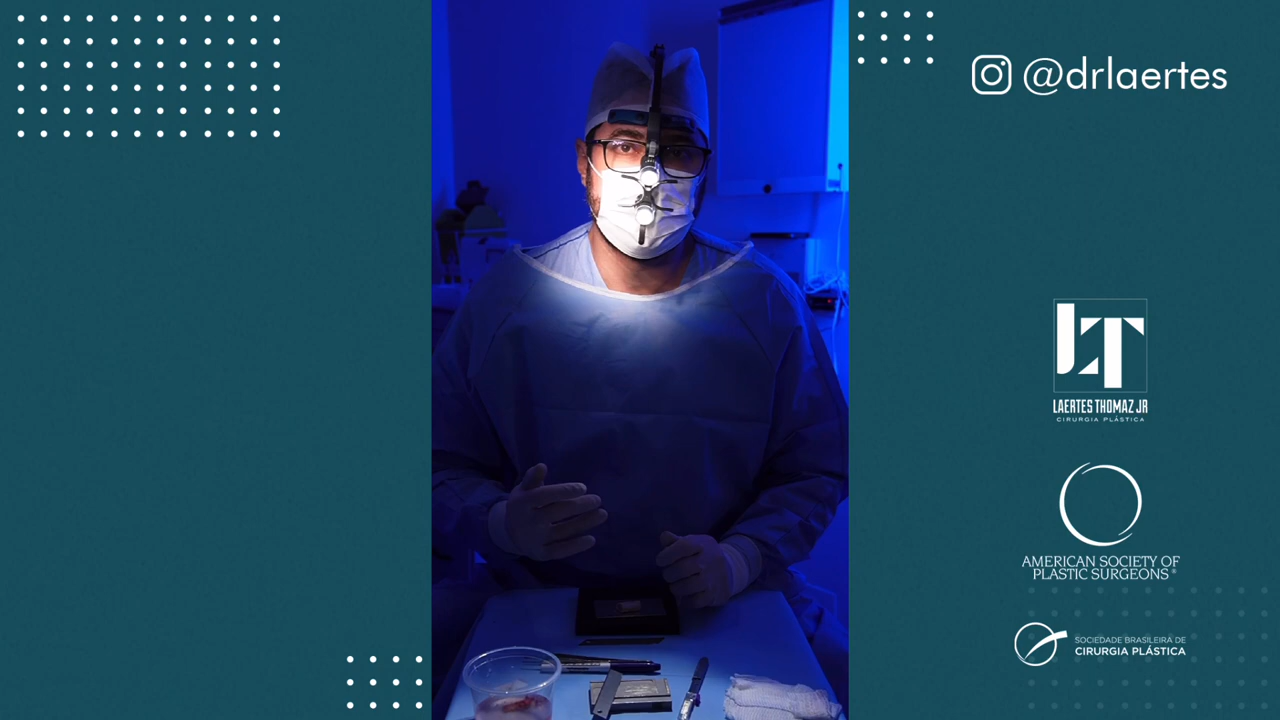 @drlaertes
LT
LAERTES THOMAZ JR
CIRURGIA PLÁSTICA
AMERICAN SOCIETY OF
PLASTIC SURGEONS®
SOCIEDADE BRASILEIRA DE
CIRURGIA PLÁSTICA